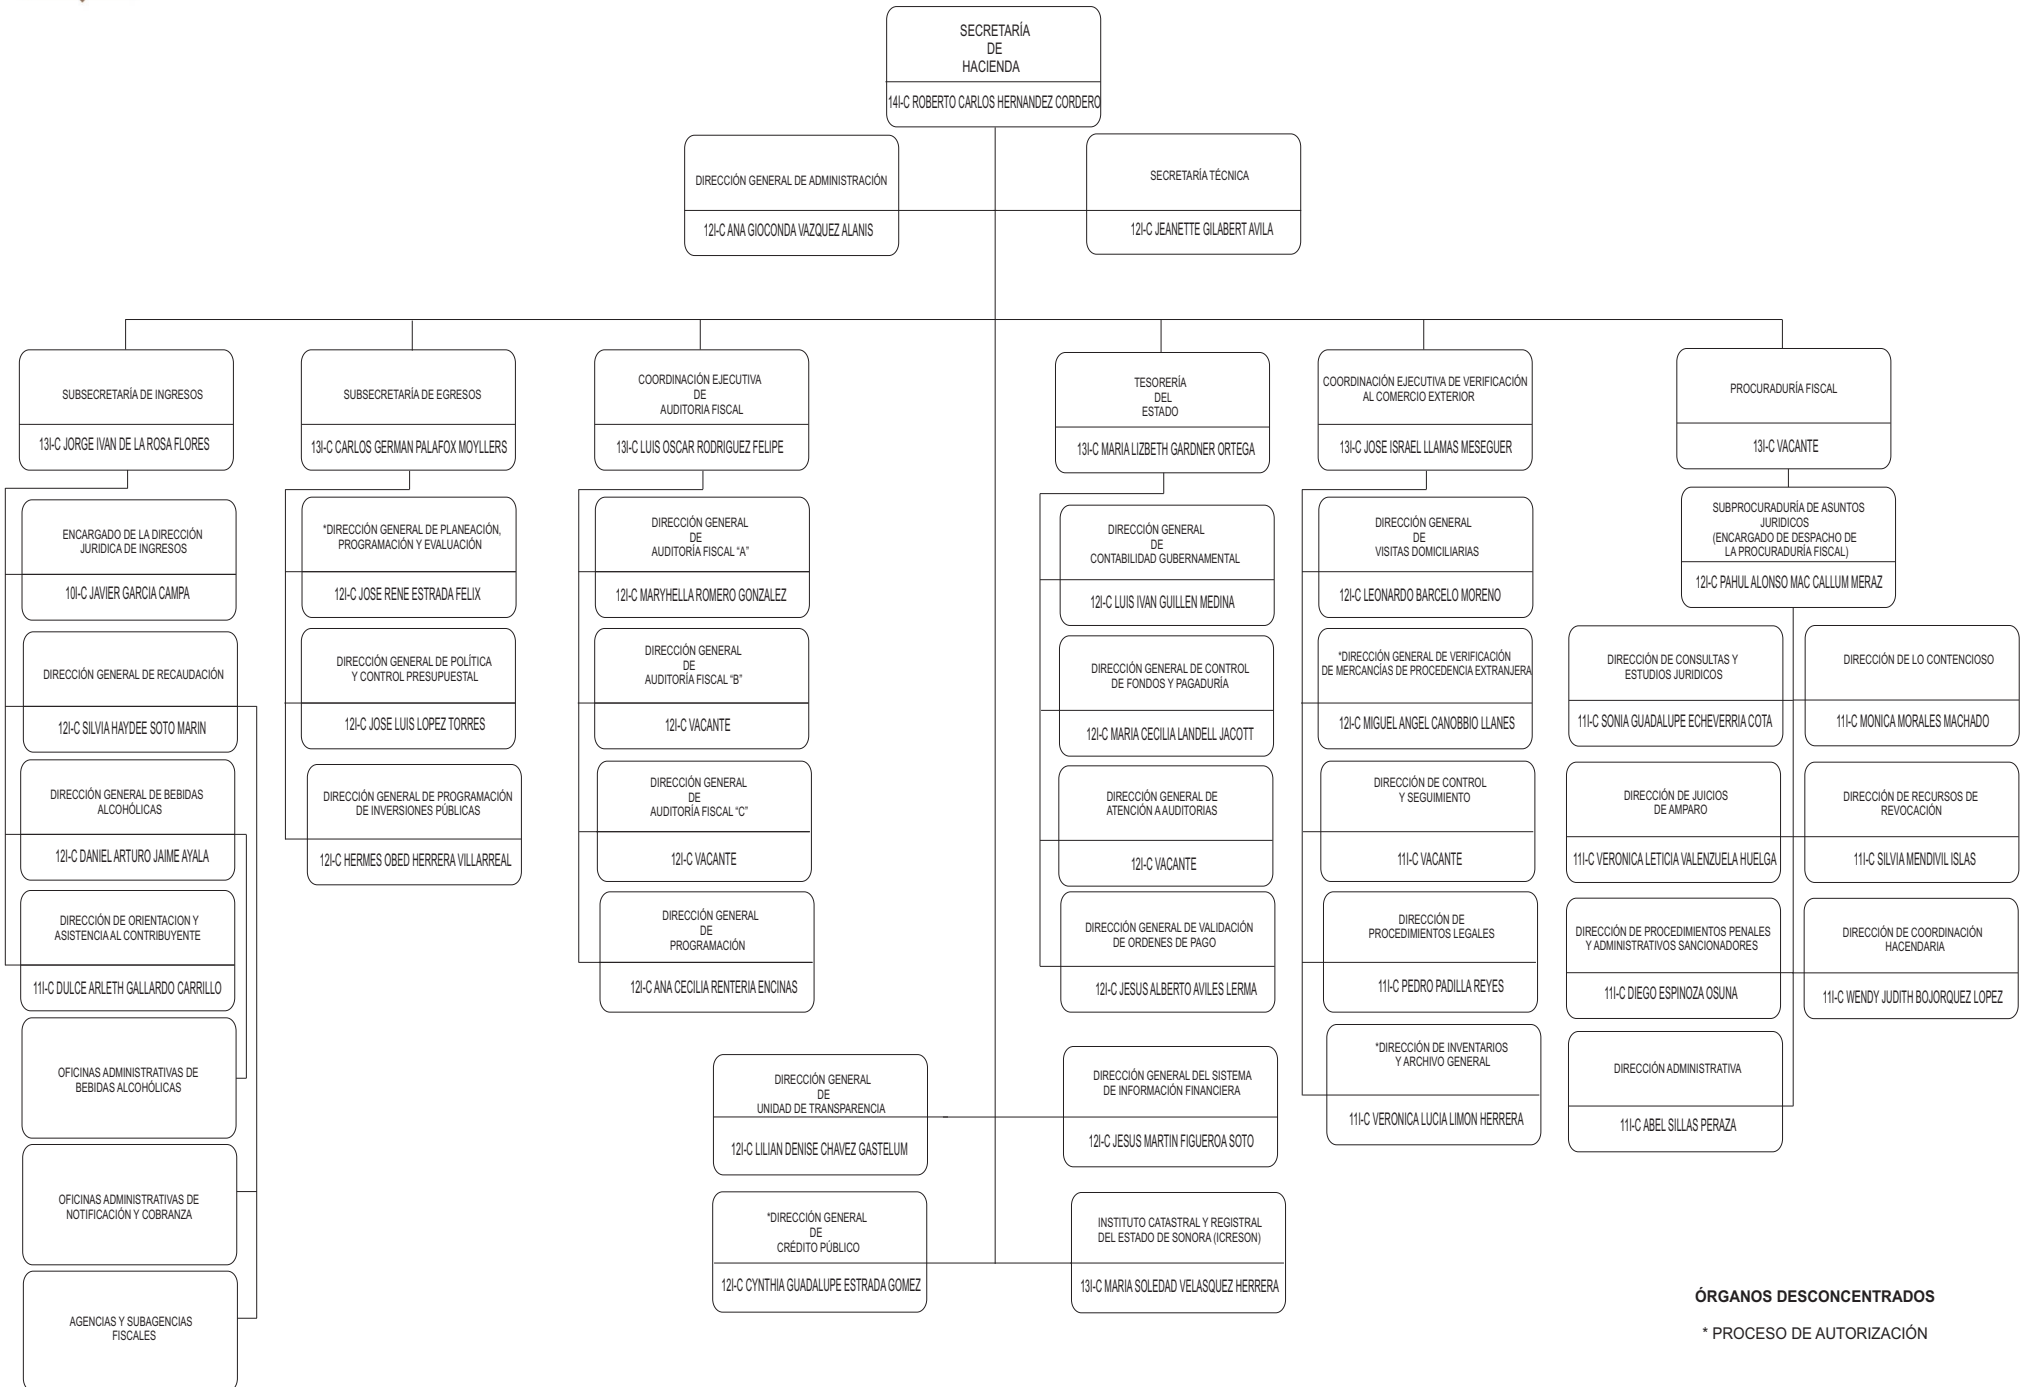 SECRETARÍA
DE
HACIENDA
14I-C ROBERTO CARLOS HERNANDEZ CORDERO
DIRECCIÓN GENERAL DE ADMINISTRACIÓN
12I-C ANA GIOCONDA VAZQUEZ ALANIS
SECRETARÍA TÉCNICA
12I-C JEANETTE GILABERT AVILA
SUBSECRETARÍA DE INGRESOS
13I-C JORGE IVAN DE LA ROSA FLORES
ENCARGADO DE LA DIRECCIÓN
JURIDICA DE INGRESOS
10I-C JAVIER GARCIA CAMPA
DIRECCIÓN GENERAL DE RECAUDACIÓN
12I-C SILVIA HAYDEE SOTO MARIN
DIRECCIÓN GENERAL DE BEBIDAS
ALCOHÓLICAS
12I-C DANIEL ARTURO JAIME AYALA
DIRECCIÓN DE ORIENTACION Y
ASISTENCIA AL CONTRIBUYENTE
11I-C DULCE ARLETH GALLARDO CARRILLO
OFICINAS ADMINISTRATIVAS DE
BEBIDAS ALCOHÓLICAS
OFICINAS ADMINISTRATIVAS DE
NOTIFICACIÓN Y COBRANZA
AGENCIAS Y SUBAGENCIAS
FISCALES
SUBSECRETARÍA DE EGRESOS
13I-C CARLOS GERMAN PALAFOX MOYLLERS
*DIRECCIÓN GENERAL DE PLANEACIÓN,
PROGRAMACIÓN Y EVALUACIÓN
12I-C JOSE RENE ESTRADA FELIX
DIRECCIÓN GENERAL DE POLÍTICA
Y CONTROL PRESUPUESTAL
12I-C JOSE LUIS LOPEZ TORRES
DIRECCIÓN GENERAL DE PROGRAMACIÓN
DE INVERSIONES PÚBLICAS
12I-C HERMES OBED HERRERA VILLARREAL
COORDINACIÓN EJECUTIVA
DE
AUDITORIA FISCAL
13I-C LUIS OSCAR RODRIGUEZ FELIPE
DIRECCIÓN GENERAL
DE
AUDITORÍA FISCAL “A”
12I-C MARYHELLA ROMERO GONZALEZ
DIRECCIÓN GENERAL
DE
AUDITORÍA FISCAL “B”
12I-C VACANTE
DIRECCIÓN GENERAL
DE
AUDITORÍA FISCAL “C”
12I-C VACANTE
DIRECCIÓN GENERAL
DE
PROGRAMACIÓN
12I-C ANA CECILIA RENTERIA ENCINAS
TESORERÍA
DEL
ESTADO
13I-C MARIA LIZBETH GARDNER ORTEGA
DIRECCIÓN GENERAL
DE
CONTABILIDAD GUBERNAMENTAL
12I-C LUIS IVAN GUILLEN MEDINA
DIRECCIÓN GENERAL DE CONTROL
DE FONDOS Y PAGADURÍA
12I-C MARIA CECILIA LANDELL JACOTT
DIRECCIÓN GENERAL DE
ATENCIÓN A AUDITORIAS
12I-C VACANTE
DIRECCIÓN GENERAL DE VALIDACIÓN
DE ORDENES DE PAGO
12I-C JESUS ALBERTO AVILES LERMA
COORDINACIÓN EJECUTIVA DE VERIFICACIÓN
AL COMERCIO EXTERIOR
13I-C JOSE ISRAEL LLAMAS MESEGUER
DIRECCIÓN GENERAL
DE
VISITAS DOMICILIARIAS
12I-C LEONARDO BARCELO MORENO
*DIRECCIÓN GENERAL DE VERIFICACIÓN
DE MERCANCÍAS DE PROCEDENCIA EXTRANJERA
12I-C MIGUEL ANGEL CANOBBIO LLANES
DIRECCIÓN DE CONTROL
Y SEGUIMIENTO
11I-C VACANTE
DIRECCIÓN DE
PROCEDIMIENTOS LEGALES
11I-C PEDRO PADILLA REYES
*DIRECCIÓN DE INVENTARIOS
Y ARCHIVO GENERAL
11I-C VERONICA LUCIA LIMON HERRERA
PROCURADURÍA FISCAL
13I-C VACANTE
SUBPROCURADURÍA DE ASUNTOS
JURIDICOS
(ENCARGADO DE DESPACHO DE
LA PROCURADURÍA FISCAL)
12I-C PAHUL ALONSO MAC CALLUM MERAZ
DIRECCIÓN DE CONSULTAS Y
ESTUDIOS JURIDICOS
11I-C SONIA GUADALUPE ECHEVERRIA COTA
DIRECCIÓN DE LO CONTENCIOSO
11I-C MONICA MORALES MACHADO
DIRECCIÓN DE JUICIOS
DE AMPARO
11I-C VERONICA LETICIA VALENZUELA HUELGA
DIRECCIÓN DE RECURSOS DE
REVOCACIÓN
11I-C SILVIA MENDIVIL ISLAS
DIRECCIÓN DE PROCEDIMIENTOS PENALES
Y ADMINISTRATIVOS SANCIONADORES
11I-C DIEGO ESPINOZA OSUNA
DIRECCIÓN DE COORDINACIÓN
HACENDARIA
11I-C WENDY JUDITH BOJORQUEZ LOPEZ
DIRECCIÓN ADMINISTRATIVA
11I-C ABEL SILLAS PERAZA
DIRECCIÓN GENERAL
DE
UNIDAD DE TRANSPARENCIA
12I-C LILIAN DENISE CHAVEZ GASTELUM
DIRECCIÓN GENERAL DEL SISTEMA
DE INFORMACIÓN FINANCIERA
12I-C JESUS MARTIN FIGUEROA SOTO
*DIRECCIÓN GENERAL
DE
CRÉDITO PÚBLICO
12I-C CYNTHIA GUADALUPE ESTRADA GOMEZ
INSTITUTO CATASTRAL Y REGISTRAL
DEL ESTADO DE SONORA (ICRESON)
13I-C MARIA SOLEDAD VELASQUEZ HERRERA
ÓRGANOS DESCONCENTRADOS
* PROCESO DE AUTORIZACIÓN